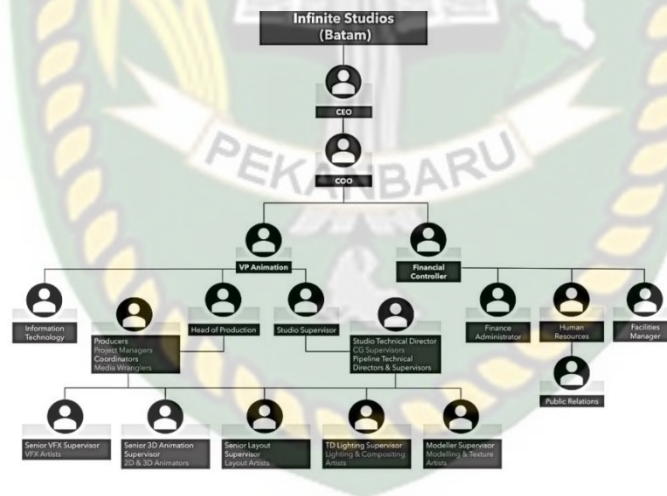 Infinite Studios
(Batam)
CEO
PEKANBARU
COO
VP Animation
Financial
Controller
Information
Technology
Producers
Project Managers
Coordinators
Media Wranglers
Head of Production
Studio Supervisor
Studio Technical Director
CG Supervisors
Pipeline Technical
Directors & Supervisors
Finance
Administrator
Human
Resources
Facilities
Manager
Public Relations
Senior VFX Supervisor
VFX Artists
Senior 3D Animation
Supervisor
2D & 3D Animators
Senior Layout
Supervisor
Layout Artists
TD Lighting Supervisor
Lighting & Compositing
Artists
Modeller Supervisor
Modelling & Texture
Artists